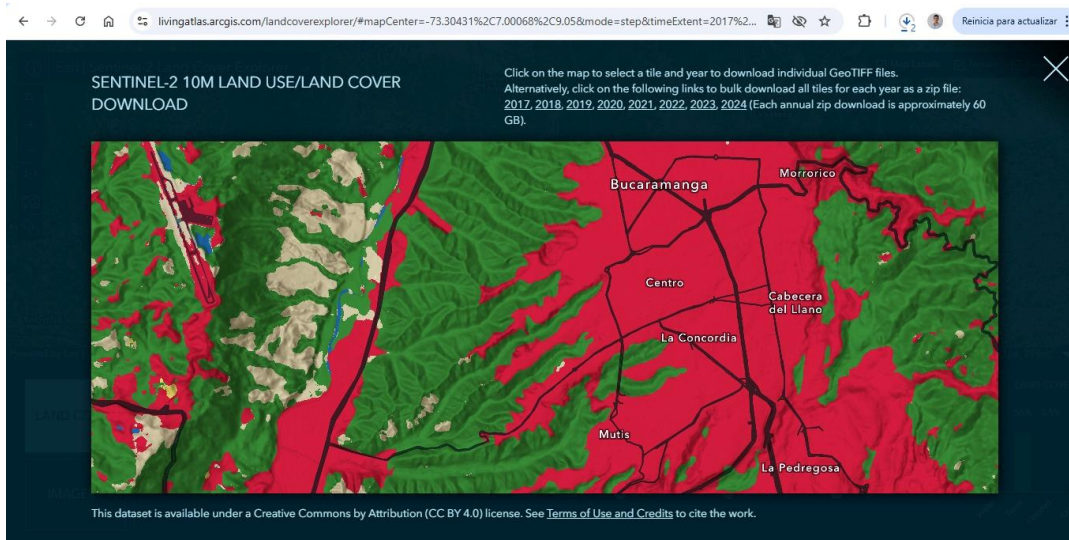 livingatlas.arcgis.com/landcoverexplorer/#mapCenter=-73.30431%2C7.00068%2C9.05&mode=step&timeExtent=2017%2...
2
Reinicia para actualizar
SENTINEL-2 10M LAND USE/LAND COVER
DOWNLOAD
Click on the map to select a tile and year to download individual GeoTIFF files.
Alternatively, click on the following links to bulk download all tiles for each year as a zip file:
2017, 2018, 2019, 2020, 2021, 2022, 2023, 2024 (Each annual zip download is approximately 60
GB).
Bucaramanga
Morrorico
Centro
Cabecera
del Llano
La Concordia
Mutis
La Pedregosa
This dataset is available under a Creative Commons by Attribution (CC BY 4.0) license. See Terms of Use and Credits to cite the work.